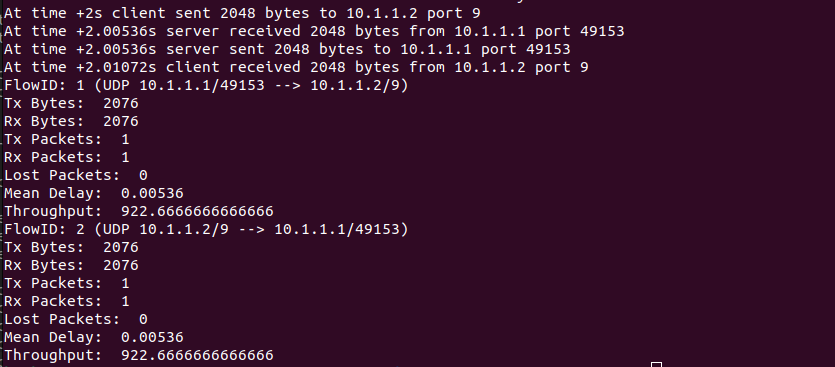 At time +2s client sent 2048 bytes to 10.1.1.2 port 9
At time +2.00536s server received 2048 bytes from 10.1.1.1 port 49153
At time +2.00536s server sent 2048 bytes to 10.1.1.1 port 49153
At time +2.01072s client received 2048 bytes from 10.1.1.2 port 9
FlowID: 1 (UDP 10.1.1.1/49153 --> 10.1.1.2/9)
Tx Bytes:  2076
Rx Bytes:  2076
Tx Packets:  1
Rx Packets:  1
Lost Packets:  0
Mean Delay:  0.00536
Throughput:  922.6666666666666
FlowID: 2 (UDP 10.1.1.2/9 --> 10.1.1.1/49153)
Tx Bytes:  2076
Rx Bytes:  2076
Tx Packets:  1
Rx Packets:  1
Lost Packets:  0
Mean Delay:  0.00536
Throughput:  922.6666666666666